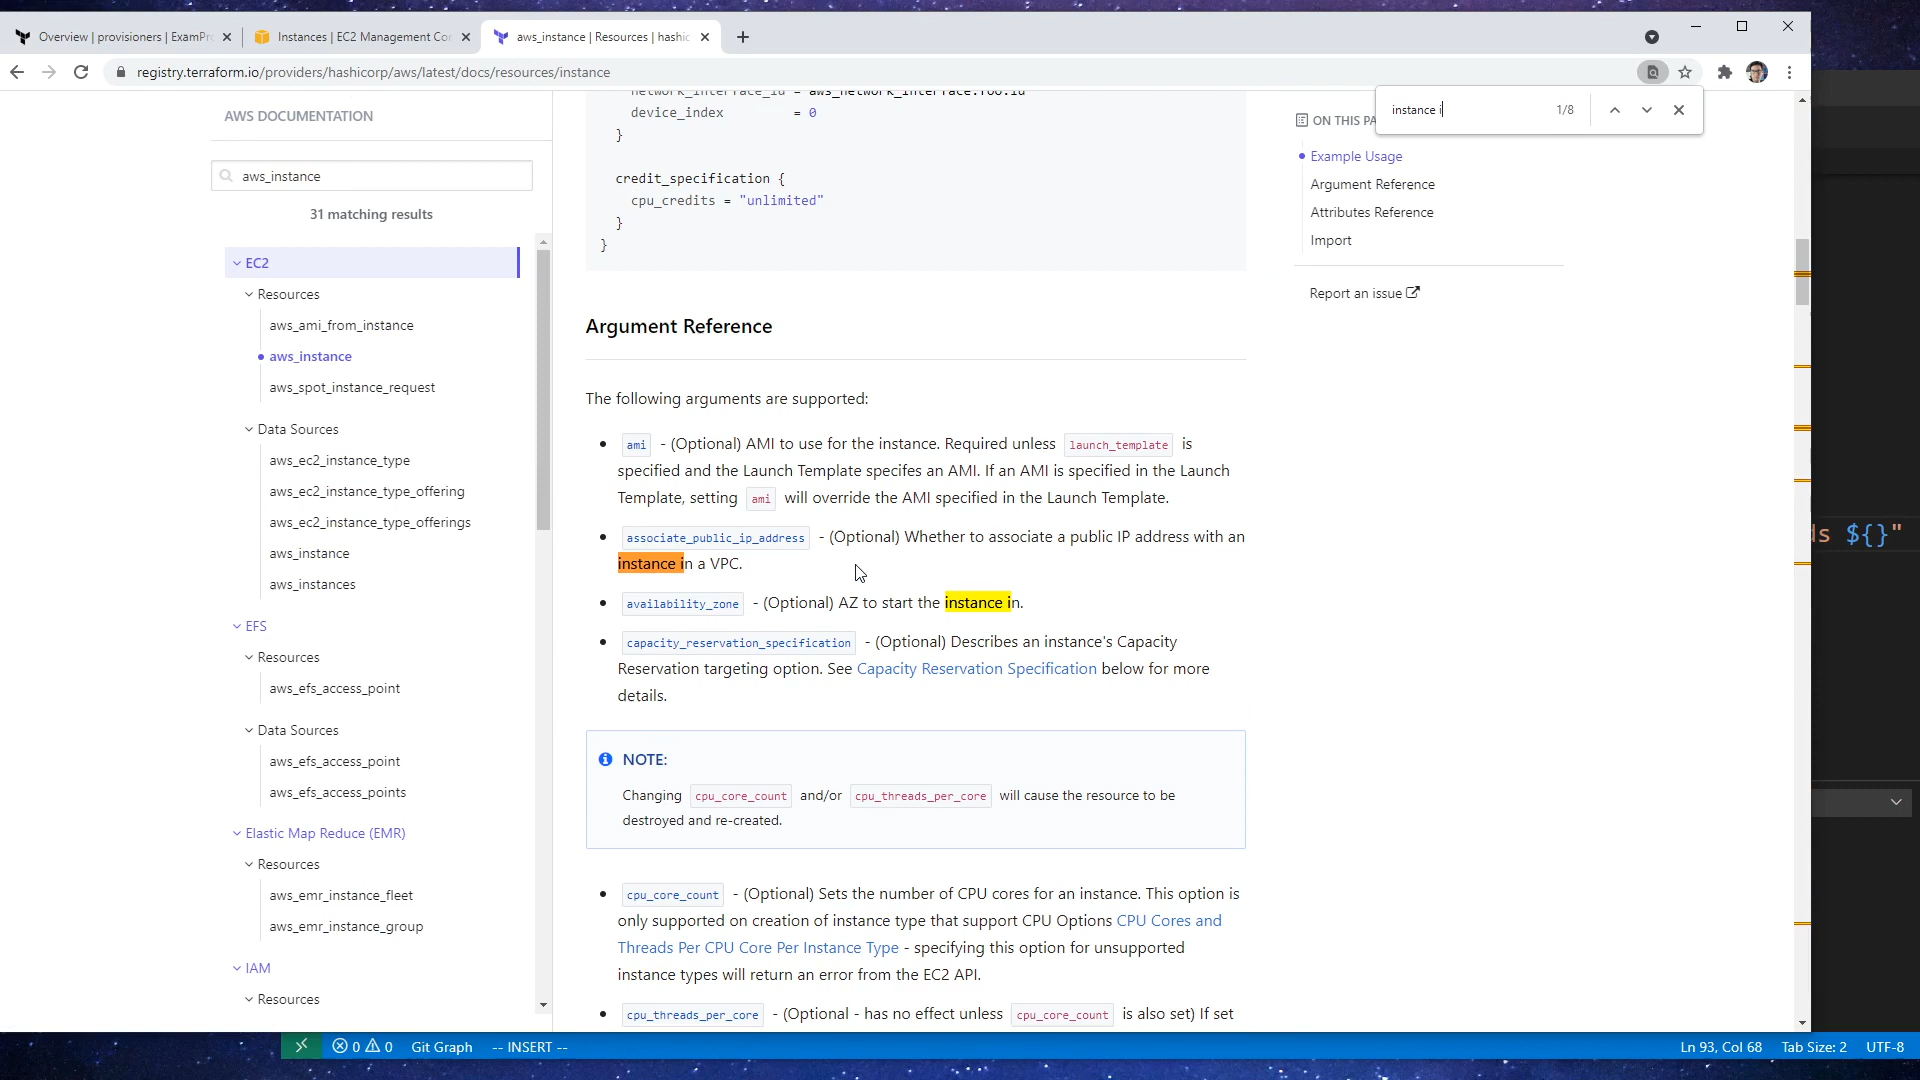 Overview | provisioners | ExamPr
Instances | EC2 Management Co
aws_instance | Resources | hashic
registry.terraform.io/providers/hashicorp/aws/latest/docs/resources/instance
instance i
1/8
AWS DOCUMENTATION
aws_instance
31 matching results
EC2
Resources
aws_ami_from_instance
aws_instance
aws_spot_instance_request
Data Sources
aws_ec2_instance_type
aws_ec2_instance_type_offering
aws_ec2_instance_type_offerings
aws_instance
aws_instances
EFS
Resources
aws_efs_access_point
Data Sources
aws_efs_access_point
aws_efs_access_points
Elastic Map Reduce (EMR)
Resources
aws_emr_instance_fleet
aws_emr_instance_group
IAM
Resources
network_interface_id = aws_network_interface.foo.id
device_index = 0
}
credit_specification {
cpu_credits = "unlimited"
}
}
Argument Reference
The following arguments are supported:
ami - (Optional) AMI to use for the instance. Required unless launch_template is
specified and the Launch Template specifes an AMI. If an AMI is specified in the Launch
Template, setting ami will override the AMI specified in the Launch Template.
associate_public_ip_address - (Optional) Whether to associate a public IP address with an
instance in a VPC.
availability_zone - (Optional) AZ to start the instance in.
capacity_reservation_specification - (Optional) Describes an instance's Capacity
Reservation targeting option. See Capacity Reservation Specification below for more
details.
NOTE:
Changing cpu_core_count and/or cpu_threads_per_core will cause the resource to be
destroyed and re-created.
cpu_core_count - (Optional) Sets the number of CPU cores for an instance. This option is
only supported on creation of instance type that support CPU Options CPU Cores and
Threads Per CPU Core Per Instance Type - specifying this option for unsupported
instance types will return an error from the EC2 API.
cpu_threads_per_core - (Optional - has no effect unless cpu_core_count is also set) If set
ON THIS PA
Example Usage
Argument Reference
Attributes Reference
Import
Report an issue
ds ${}"
0 0 Git Graph -- INSERT --
Ln 93, Col 68 Tab Size: 2 UTF-8